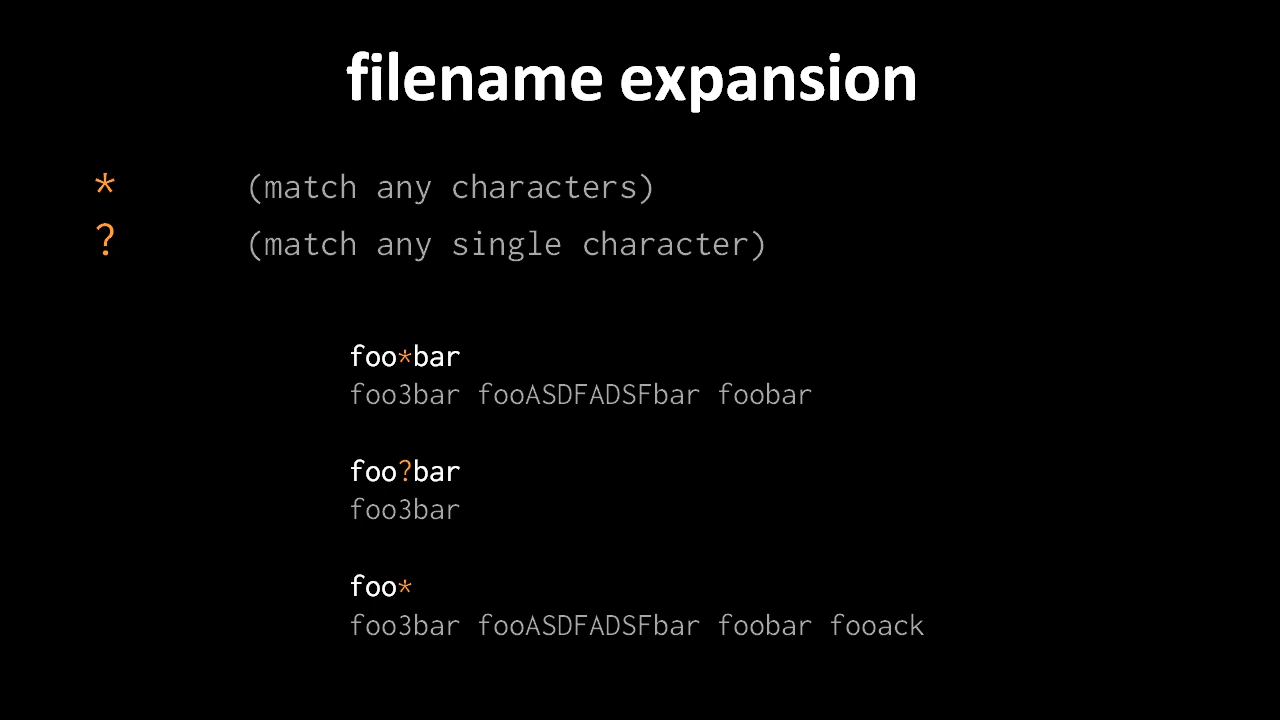 filename expansion
* (match any characters)
? (match any single character)
foo*bar
foo3bar fooASDFADSFbar foobar
foo?bar
foo3bar
foo*
foo3bar fooASDFADSFbar foobar fooack